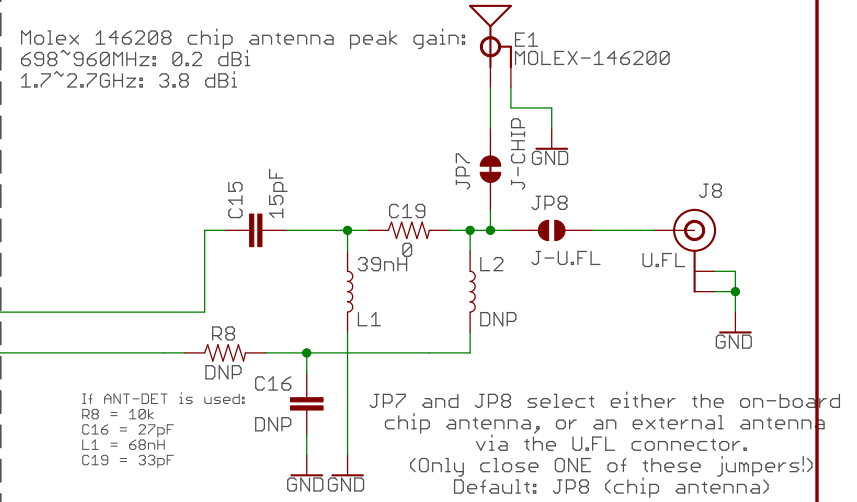 Molex 146208 chip antenna peak gain:
698~960MHz: 0.2 dBi
1.7~2.7GHz: 3.8 dBi
E1
MOLEX-146200
GND
JP7
J-CHIP
C15
15pF
C19
0
JP8
J-U.FL
J8
U.FL
39nH
L1
L2
DNP
GND
R8
DNP
C16
DNP
GND
GND
If ANT-DET is used:
R8 = 10k
C16 = 27pF
L1 = 68nH
C19 = 33pF
JP7 and JP8 select either the on-board
chip antenna, or an external antenna
via the U.FL connector.
(Only close ONE of these jumpers!)
Default: JP8 (chip antenna)